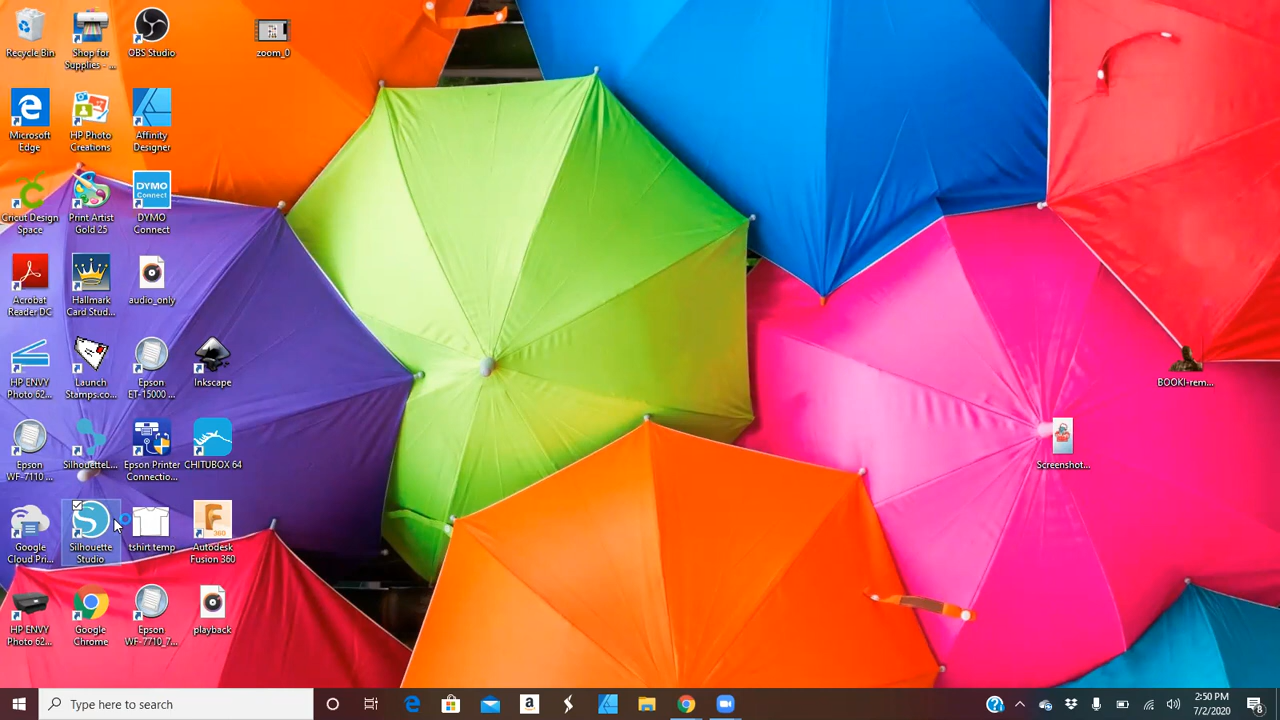 Recycle Bin
Shop for
Supplies - ...
OBS Studio
zoom_0
Microsoft
Edge
HP Photo
Creations
Affinity
Designer
Cricut Design
Space
Print Artist
Gold 25
DYMO
Connect
DYMO
Connect
Acrobat
Reader DC
Hallmark
Card Stud...
audio_only
HP ENVY
Photo 62...
Launch
Stamps.co...
Epson
ET-15000 ...
Inkscape
BOOKI-rem...
Epson
WF-7110 ...
SilhouetteL...
Epson Printer
Connectio...
CHITUBOX 64
Screenshot...
Google
Cloud Pri...
Silhouette
Studio
tshirt temp
F
360
Autodesk
Fusion 360
HP ENVY
Photo 62...
Google
Chrome
Epson
WF-7710_7...
playback
Type here to search
2:50 PM
7/2/2020
8